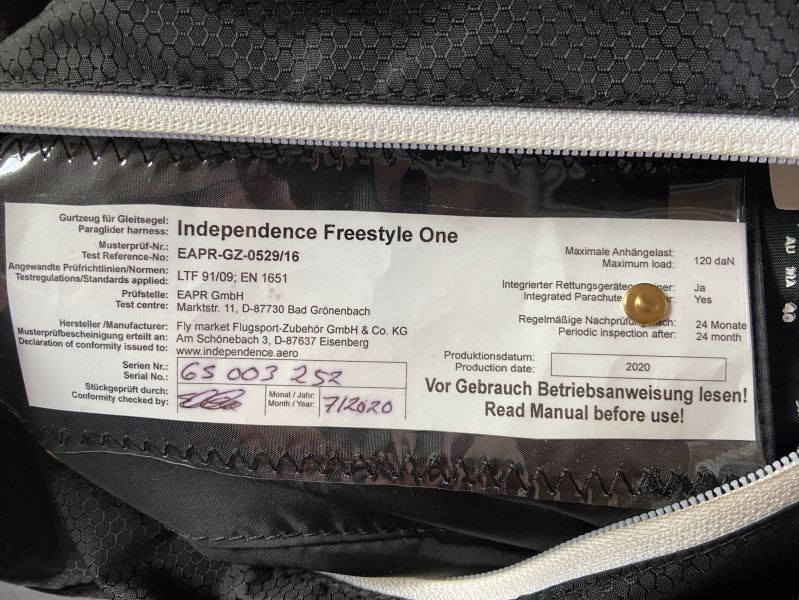 Gurtzeug für Gleitsegel:
Paraglider harness:
Independence Freestyle One
Musterprüf-Nr.:
Test Reference-No:
EAPR-GZ-0529/16
Angewandte Prüfrichtlinien/Normen:
Testregulations/Standards applied:
LTF 91/09; EN 1651
Prüfstelle:
Test centre:
EAPR GmbH
Marktstr. 11, D-87730 Bad Grönenbach
Hersteller /Manufacturer:
Musterprüfbescheinigung erteilt an:
Declaration of conformity issued to:
Fly market Flugsport-Zubehör GmbH & Co. KG
Am Schönebach 3, D-87637 Eisenberg
www.independence.aero
Serien Nr.:
Serial No.:
GS 003 252
Stückgeprüft durch:
Conformity checked by:
Monat / Jahr:
Month / Year:
7/2020
Maximale Anhängelast:
Maximum load:
120 daN
Integrierter
Integrated Parachute
Ja
Yes
Regelmäßige Nachprüfung nach:
Periodic inspection after:
24 Monate
24 month
Produktionsdatum:
Production date:
2020
Vor Gebrauch Betriebsanweisung lesen!
Read Manual before use!